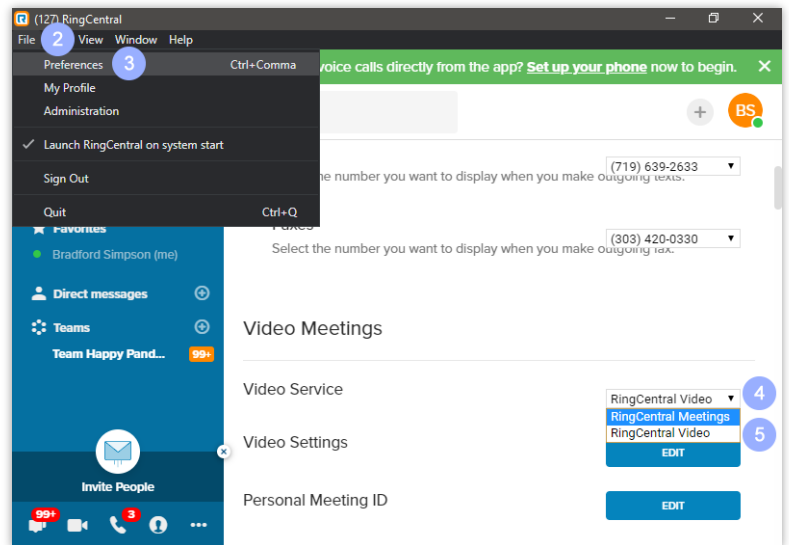 (127) RingCentral
File 2 View Window Help
Preferences 3 Ctrl+Comma
voice calls directly from the app? Set up your phone now to begin.
My Profile
Administration
BS
Launch RingCentral on system start
(719) 639-2633
number you want to display when you make outgoing texts.
Sign Out
Quit Ctrl+Q
Favorites
Faxes
(303) 420-0330
Select the number you want to display when you make outgoing fax.
Bradford Simpson (me)
Direct messages
Teams
Video Meetings
Team Happy Pand... 99+
Video Service
RingCentral Video 4
RingCentral Meetings
RingCentral Video 5
Video Settings
EDIT
Invite People
Personal Meeting ID
EDIT
99+ 3